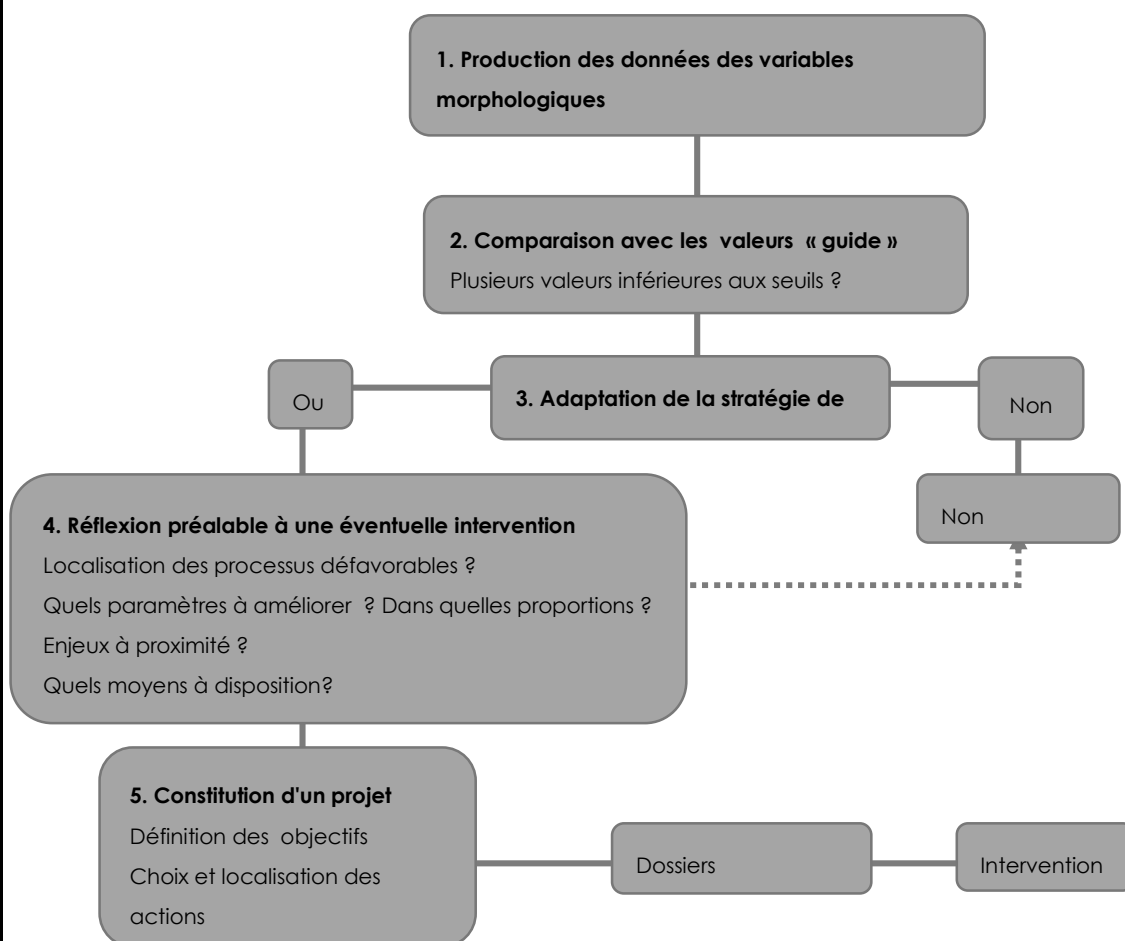 1. Production des données des variables
morphologiques
2. Comparaison avec les valeurs « guide »
Plusieurs valeurs inférieures aux seuils ?
Ou
3. Adaptation de la stratégie de
Non
4. Réflexion préalable à une éventuelle intervention
Localisation des processus défavorables ?
Quels paramètres à améliorer ? Dans quelles proportions ?
Enjeux à proximité ?
Quels moyens à disposition?
Non
5. Constitution d'un projet
Définition des objectifs
Choix et localisation des
actions
Dossiers
Intervention